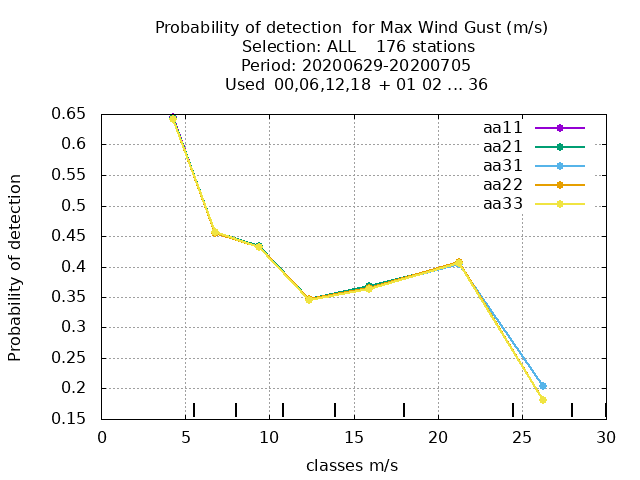 Probability of detection  for Max Wind Gust (m/s)
Selection: ALL    176 stations
Period: 20200629-20200705
Used  00,06,12,18 + 01 02 ... 36
0.65
0.6
0.55
0.5
0.45
0.4
0.35
0.3
0.25
0.2
0.15
Probability of detection
aa11
aa21
aa31
aa22
aa33
0 5 10 15 20 25 30
classes m/s